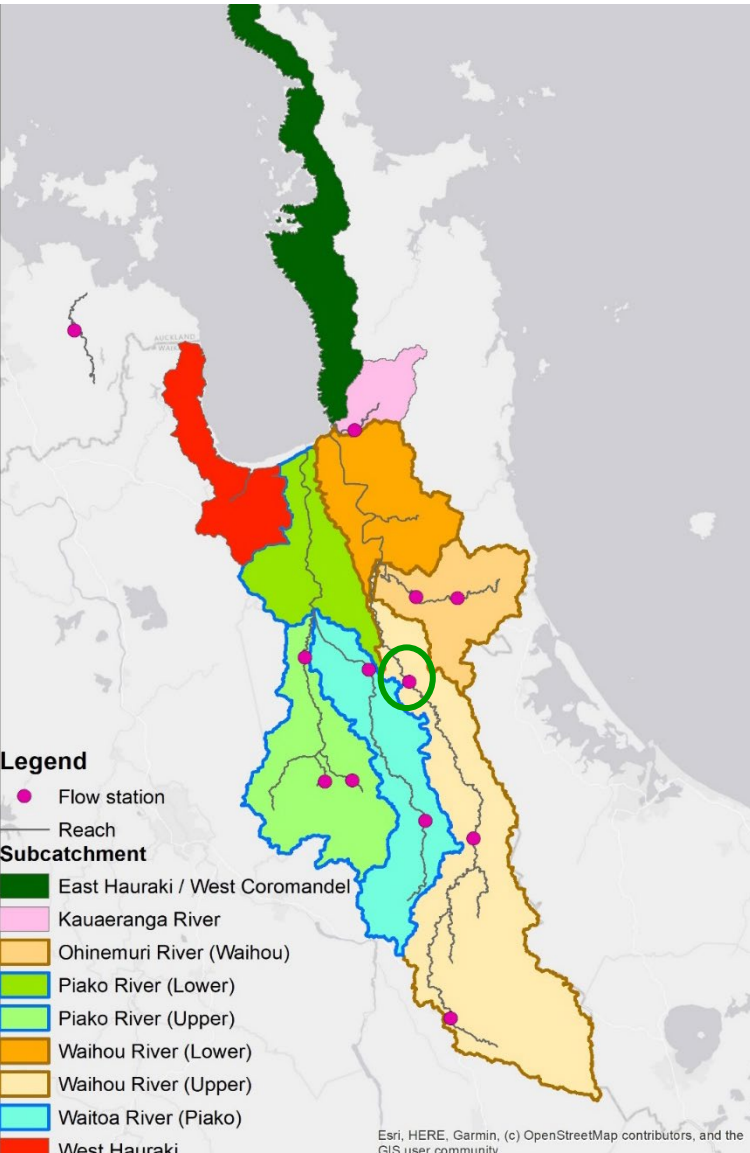 AUCKLAND
Legend
Flow station
Reach
Subcatchment
East Hauraki / West Coromandel
Kauaeranga River
Ohinemuri River (Waihou)
Piako River (Lower)
Piako River (Upper)
Waihou River (Lower)
Waihou River (Upper)
Waitoa River (Piako)
West Hauraki
Esri, HERE, Garmin, (c) OpenStreetMap contributors, and the
GIS user community